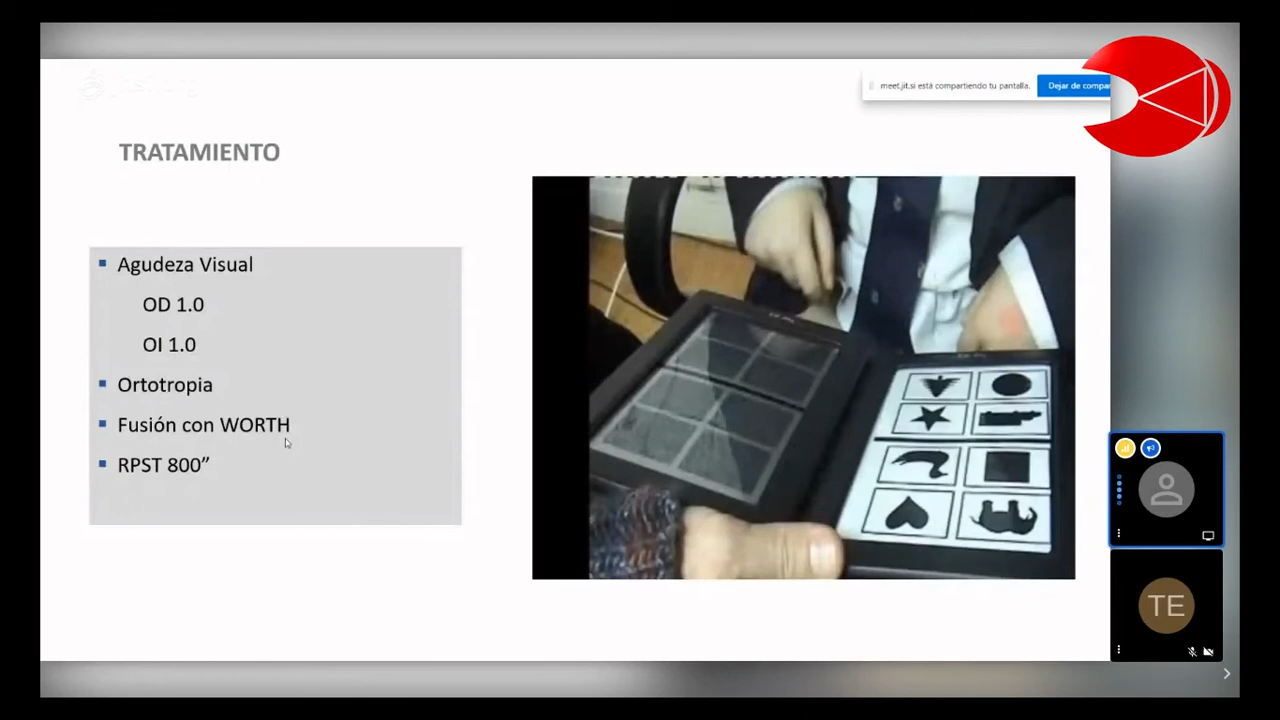 meet.jit.si está compartiendo tu pantalla.
Dejar de compar
TRATAMIENTO
Agudeza Visual
OD 1.0
OI 1.0
Ortotropia
Fusión con WORTH
RPST 800”
TE